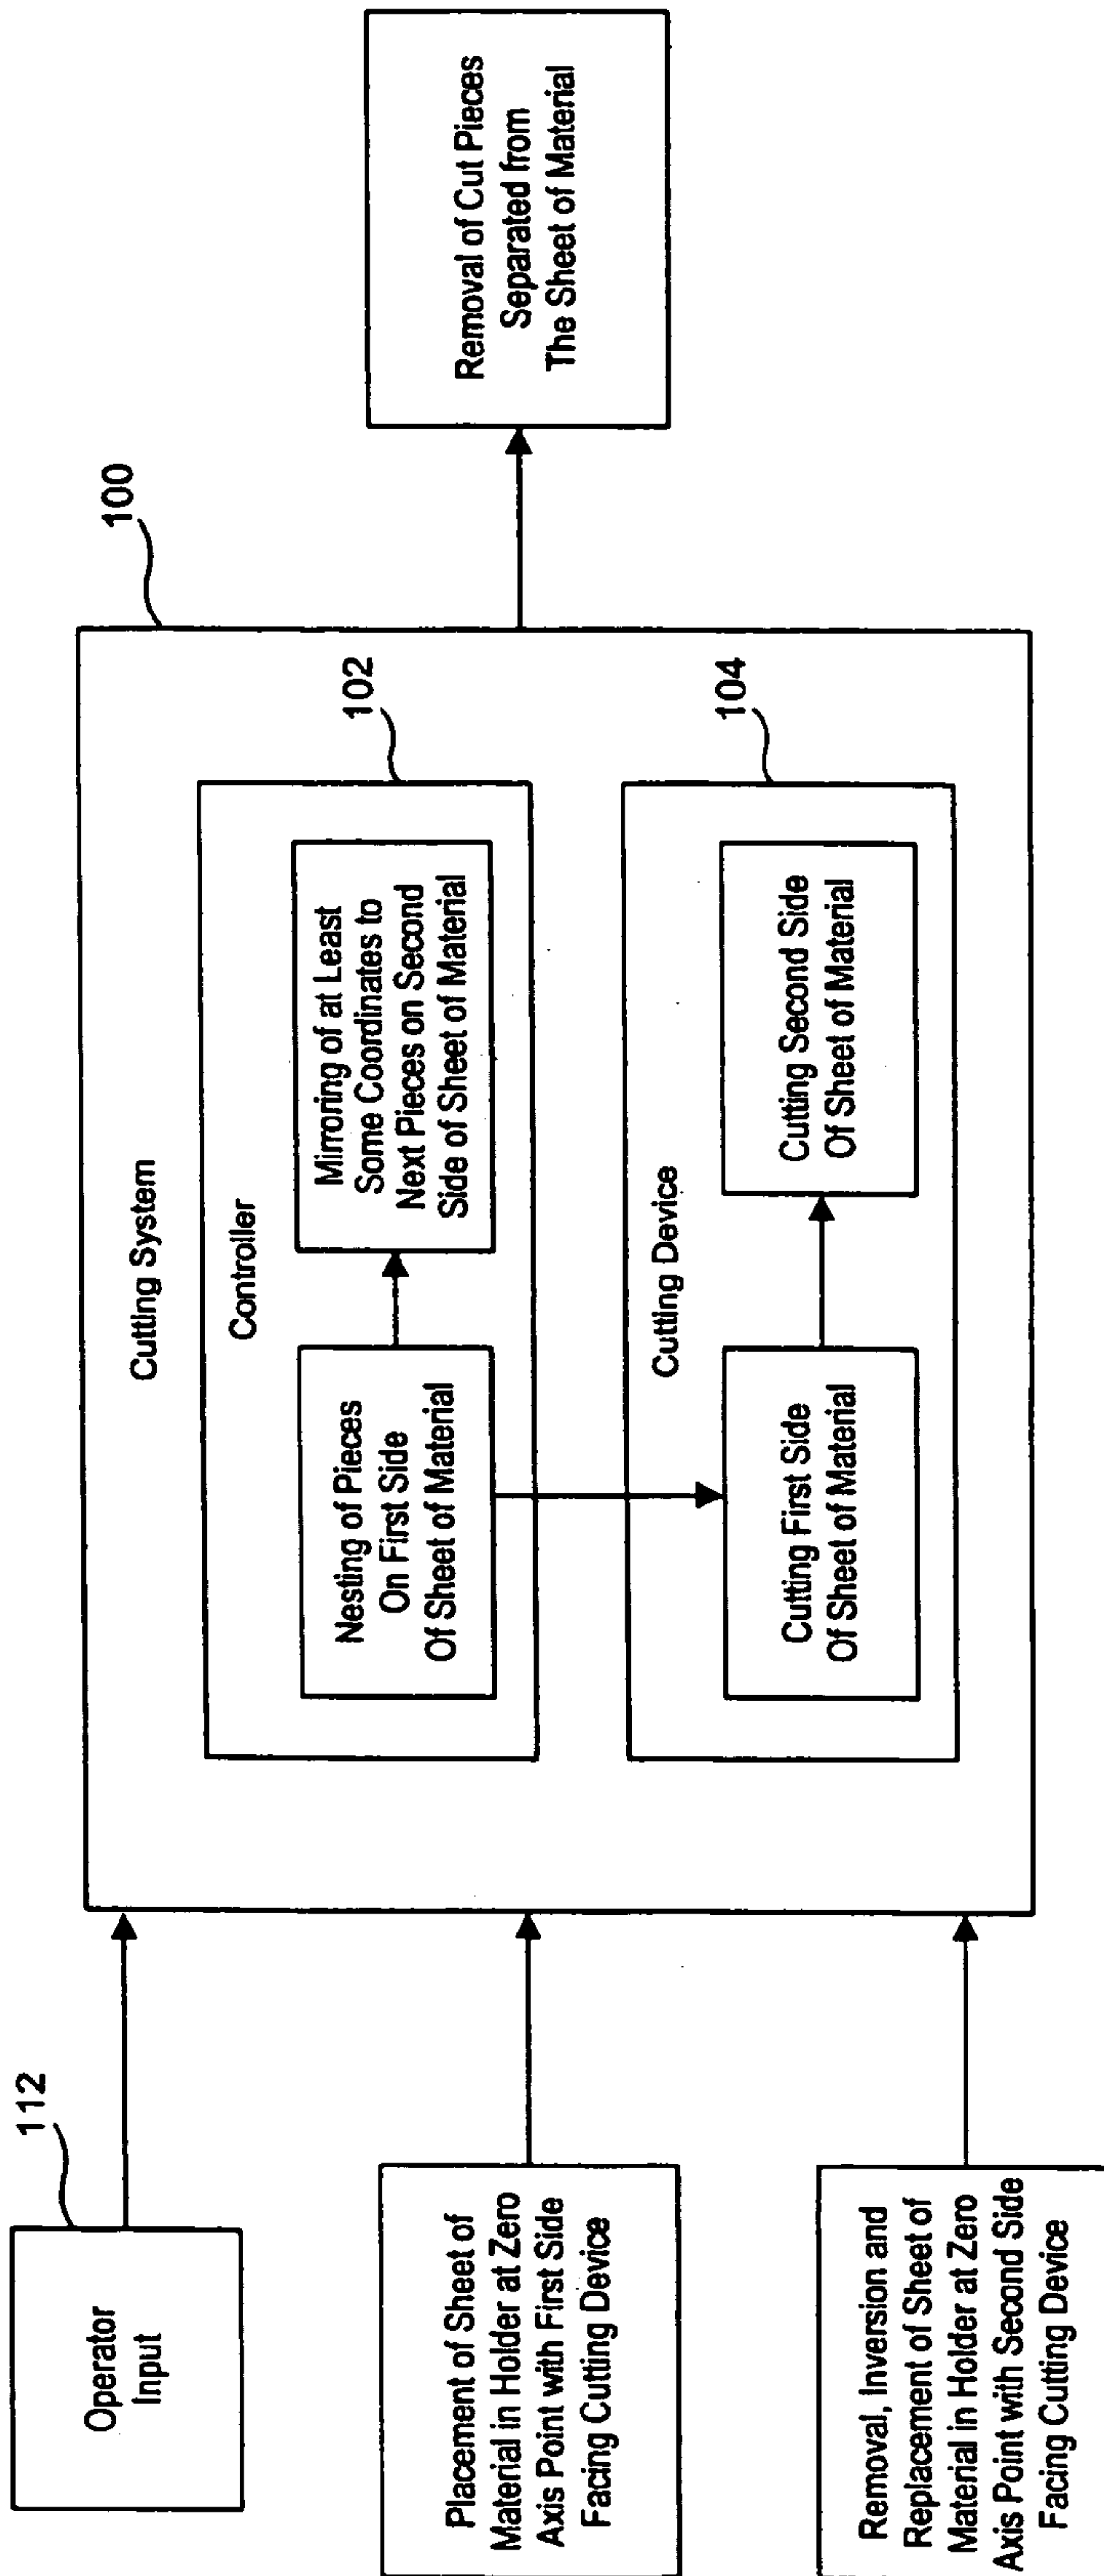 112
Operator
Input
Placement of Sheet of
Material in Holder at Zero
Axis Point with First Side
Facing Cutting Device
Removal, Inversion and
Replacement of Sheet of
Material in Holder at Zero
Axis Point with Second Side
Facing Cutting Device
100
Cutting System
102
Controller
Nesting of Pieces
On First Side
Of Sheet of Material
Mirroring of at Least
Some Coordinates to
Next Pieces on Second
Side of Sheet of Material
104
Cutting Device
Cutting First Side
Of Sheet of Material
Cutting Second Side
Of Sheet of Material
Removal of Cut Pieces
Separated from
The Sheet of Material